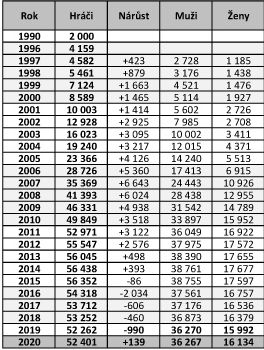 Rok Hráči Nárůst Muži Ženy
1990 2 000
1996 4 159
1997 4 582 +423 2 728 1 185
1998 5 461 +879 3 176 1 438
1999 7 124 +1 663 4 521 1 476
2000 8 589 +1 465 5 114 1 927
2001 10 003 +1 414 5 602 2 726
2002 12 928 +2 925 7 985 2 708
2003 16 023 +3 095 10 002 3 411
2004 19 240 +3 217 12 015 4 371
2005 23 366 +4 126 14 240 5 513
2006 28 726 +5 360 17 413 6 915
2007 35 369 +6 643 24 443 10 926
2008 41 393 +6 024 28 438 12 955
2009 46 331 +4 938 31 542 14 789
2010 49 849 +3 518 33 897 15 952
2011 52 971 +3 122 36 049 16 922
2012 55 547 +2 576 37 975 17 572
2013 56 045 +498 38 390 17 655
2014 56 438 +393 38 761 17 677
2015 56 352 -86 38 755 17 597
2016 54 318 -2 034 37 561 16 757
2017 53 712 -606 37 176 16 536
2018 53 252 -460 36 873 16 379
2019 52 262 -990 36 270 15 992
2020 52 401 +139 36 267 16 134